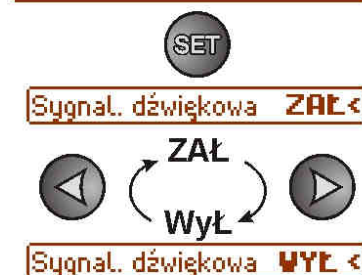 SET
Sygnal. dźwiękowa ZAŁ<
ZAŁ
WyŁ
Sygnal. dźwiękowa WYŁ <